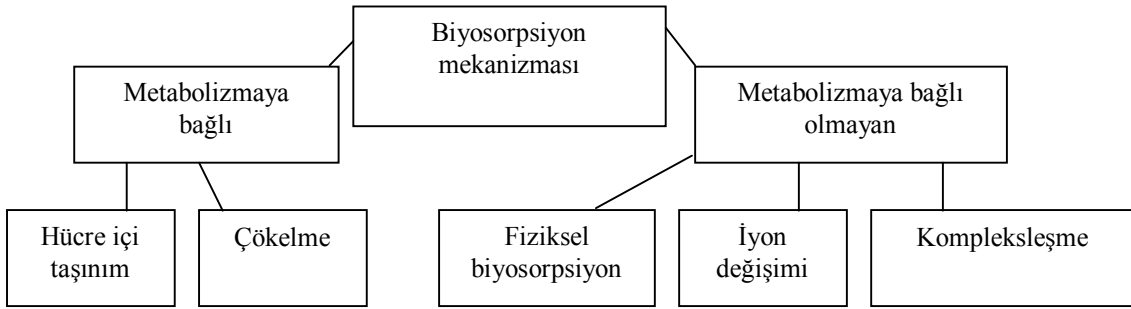 Biyosorpsiyon
mekanizması
Metabolizmaya
bağlı
Metabolizmaya bağlı
olmayan
Hücre içi
taşınım
Çökelme
Fiziksel
biyosorpsiyon
İyon
değişimi
Kompleksleşme